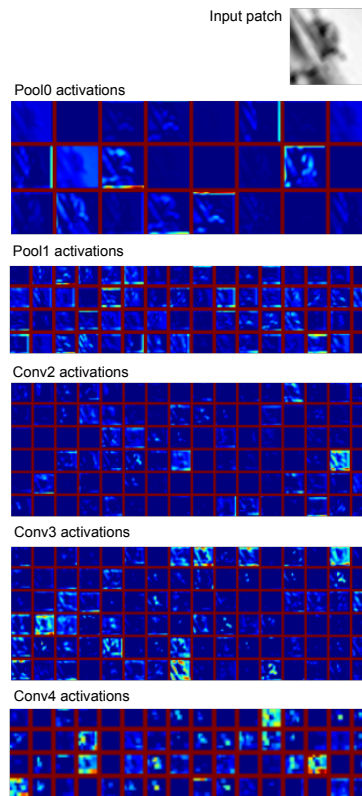 Input patch
Pool0 activations
Pool1 activations
Conv2 activations
Conv3 activations
Conv4 activations